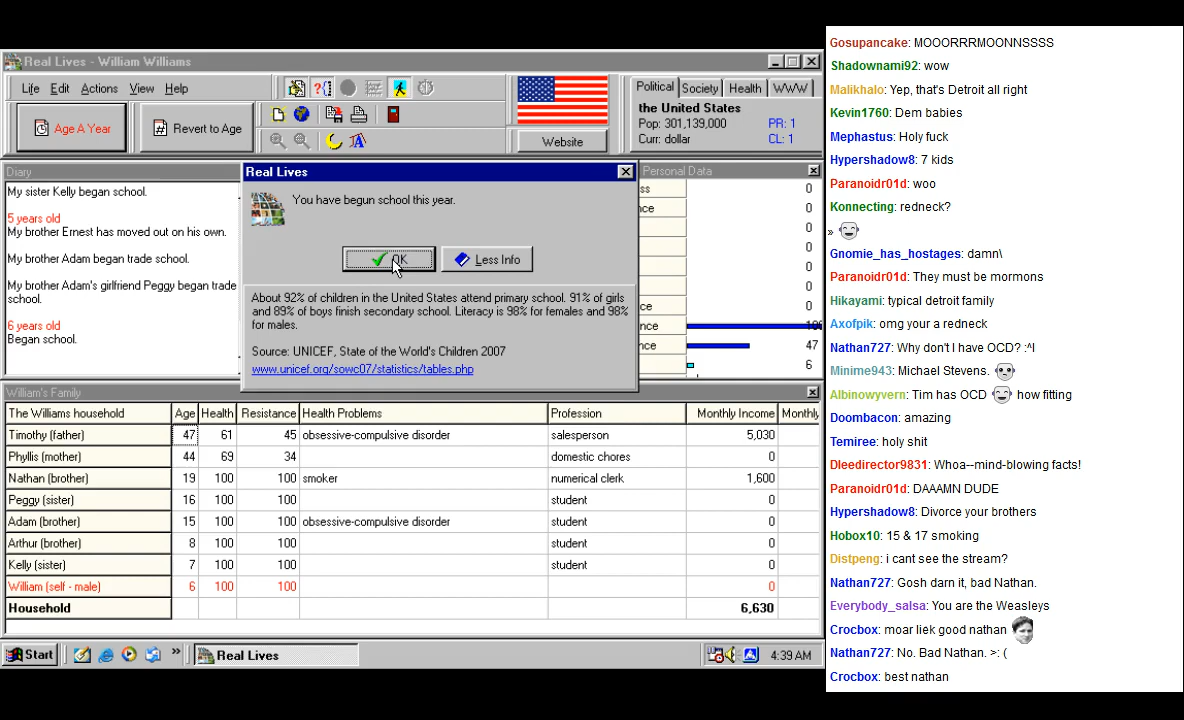 Real Lives - William Williams
Life Edit Actions View Help
Age A Year
Revert to Age
Website
Political Society Health WWW
the United States
Pop: 301,139,000 PR: 1
Curr: dollar CL: 1
Diary
My sister Kelly began school.
5 years old
My brother Ernest has moved out on his own.
My brother Adam began trade school.
My brother Adam's girlfriend Peggy began trade
school.
6 years old
Began school.
Real Lives
You have begun school this year.
OK Less Info
About 92% of children in the United States attend primary school. 91% of girls
and 89% of boys finish secondary school. Literacy is 98% for females and 98%
for males.
Source: UNICEF, State of the World's Children 2007
www.unicef.org/sowc07/statistics/tables.php
Personal Data
ss 0
nce 0
0
0
0
0
ce 0
nce
nce 47
6
William's Family
The Williams household Age Health Resistance Health Problems Profession Monthly Income Monthly
Timothy (father) 47 61 45 obsessive-compulsive disorder salesperson 5,030
Phyllis (mother) 44 69 34 domestic chores 0
Nathan (brother) 19 100 100 smoker numerical clerk 1,600
Peggy (sister) 16 100 100 student 0
Adam (brother) 15 100 100 obsessive-compulsive disorder student 0
Arthur (brother) 8 100 100 student 0
Kelly (sister) 7 100 100 student 0
William (self - male) 6 100 100 0
Household 6,630
Start » Real Lives 4:39 AM
Gosupancake: MOOORRRMOONNSSSS
Shadownami92: wow
Malikhalo: Yep, that's Detroit all right
Kevin1760: Dem babies
Mephastus: Holy fuck
Hypershadow8: 7 kids
Paranoidr01d: woo
Konnecting: redneck?
»
Gnomie_has_hostages: damn\
Paranoidr01d: They must be mormons
Hikayami: typical detroit family
Axofpik: omg your a redneck
Nathan727: Why don't I have OCD? :^I
Minime943: Michael Stevens.
Albinowyvern: Tim has OCD how fitting
Doombacon: amazing
Temiree: holy shit
Dleedirector9831: Whoa--mind-blowing facts!
Paranoidr01d: DAAAMN DUDE
Hypershadow8: Divorce your brothers
Hobox10: 15 & 17 smoking
Distpeng: i cant see the stream?
Nathan727: Gosh darn it, bad Nathan.
Everybody_salsa: You are the Weasleys
Crocbox: moar liek good nathan
Nathan727: No. Bad Nathan. >: (
Crocbox: best nathan